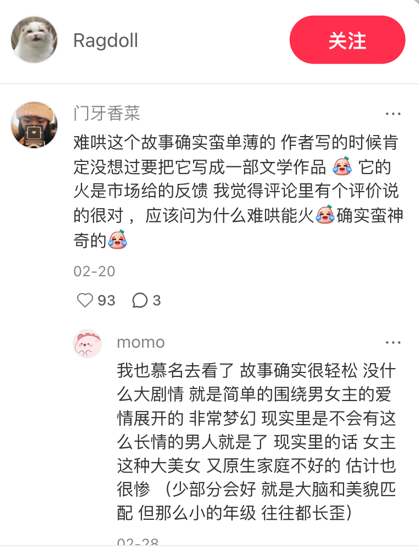 Ragdoll
关注
门牙香菜
难哄这个故事确实蛮单薄的 作者写的时候肯
定没想过要把它写成一部文学作品 😂 它的
火是市场给的反馈 我觉得评论里有个评价说
的很对 ，应该问为什么难哄能火😂确实蛮神
奇的😂
02-20
93 3
momo
我也慕名去看了 故事确实很轻松 没什
么大剧情 就是简单的围绕男女主的爱
情展开的 非常梦幻 现实里是不会有这
么长情的男人就是了 现实里的话 女主
这种大美女 又原生家庭不好的 估计也
很惨 （少部分会好 就是大脑和美貌匹
配 但那么小的年级 往往都长歪）
02-28